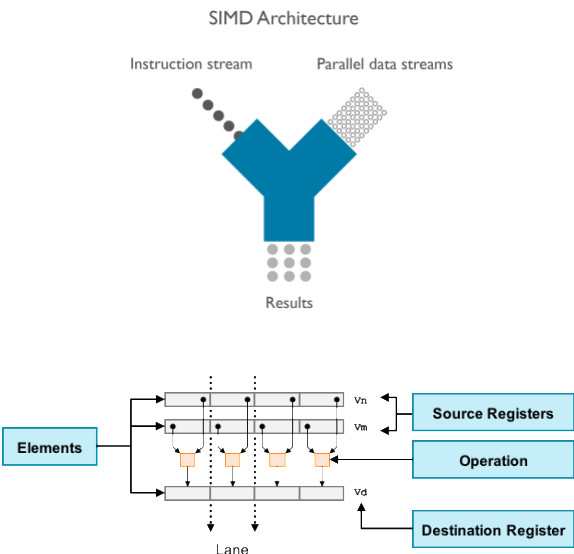 SIMD Architecture
Instruction stream
Parallel data streams
Results
Vn
Source Registers
Vm
Elements
Operation
Vd
Destination Register
Lane